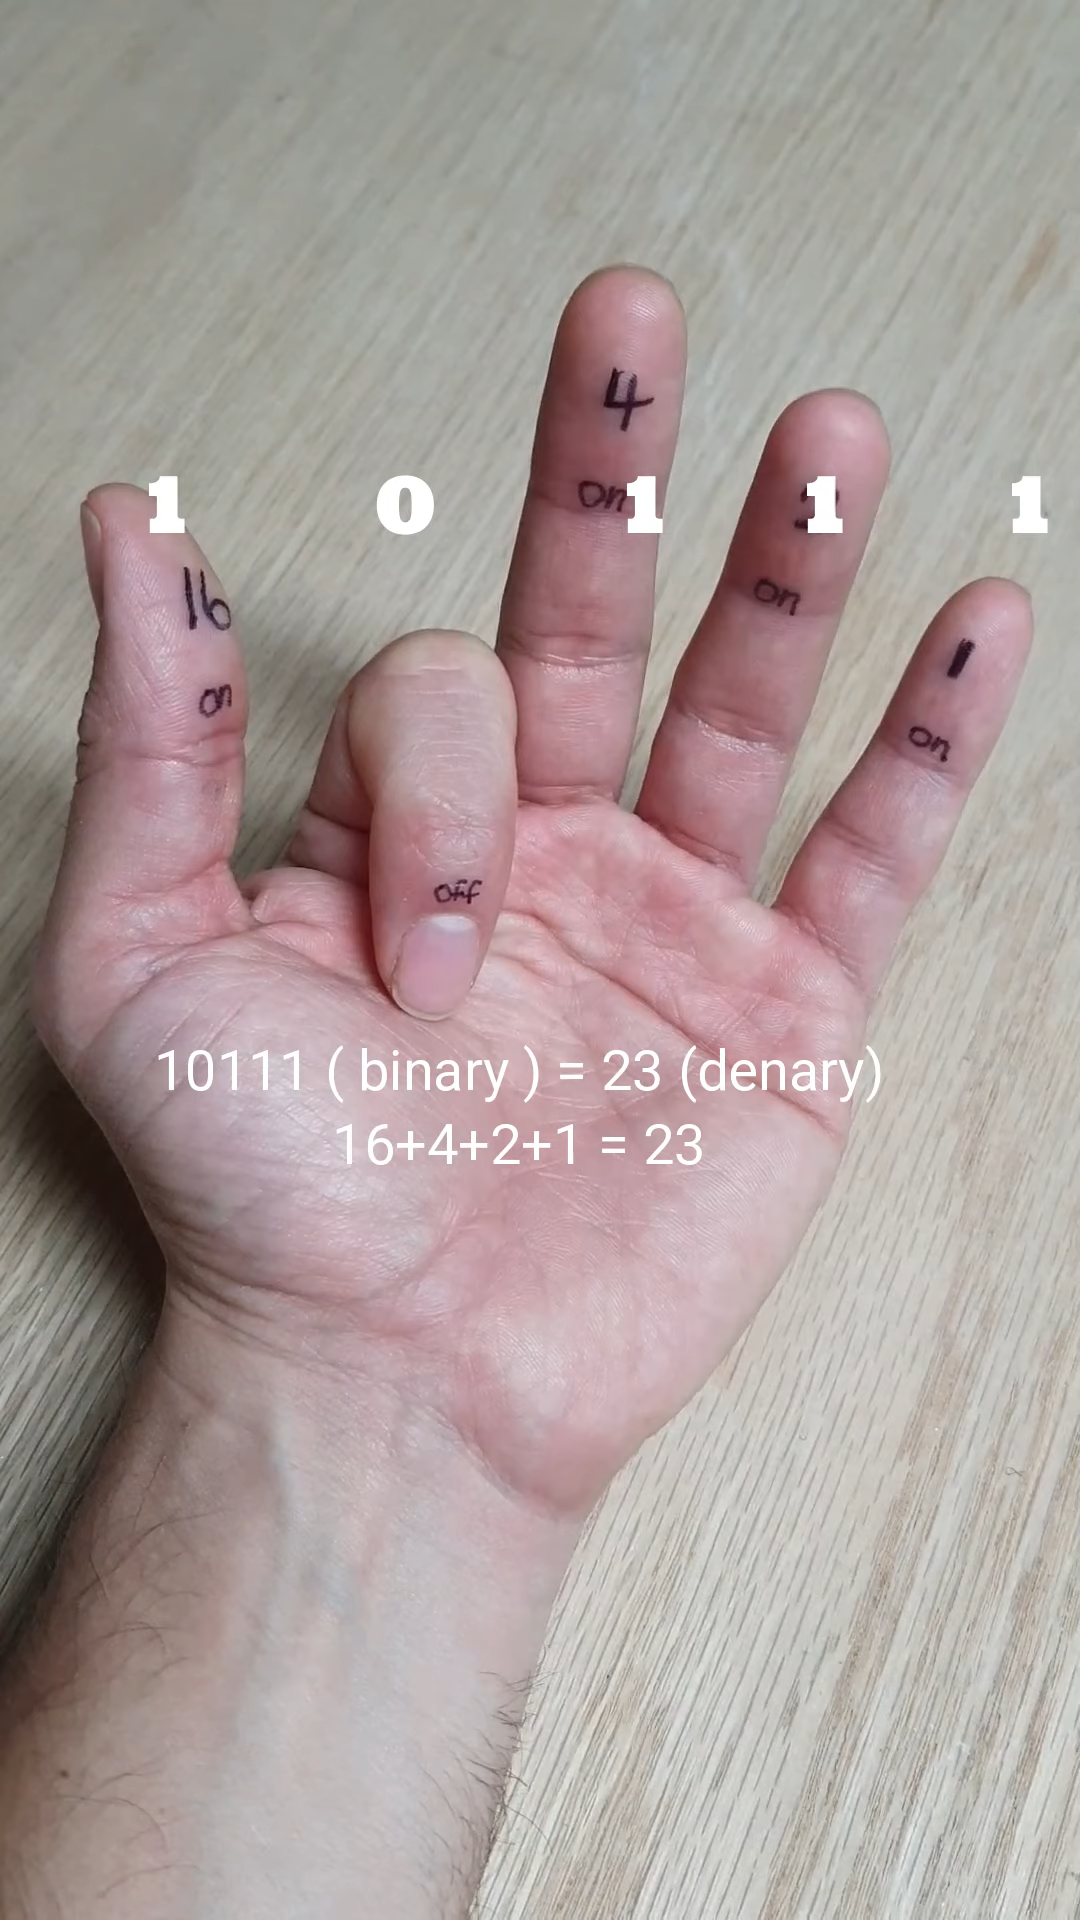 1 0 1 1 1
4
on
2
on
16
on
1
on
off
10111 ( binary ) = 23 (denary)
16+4+2+1 = 23